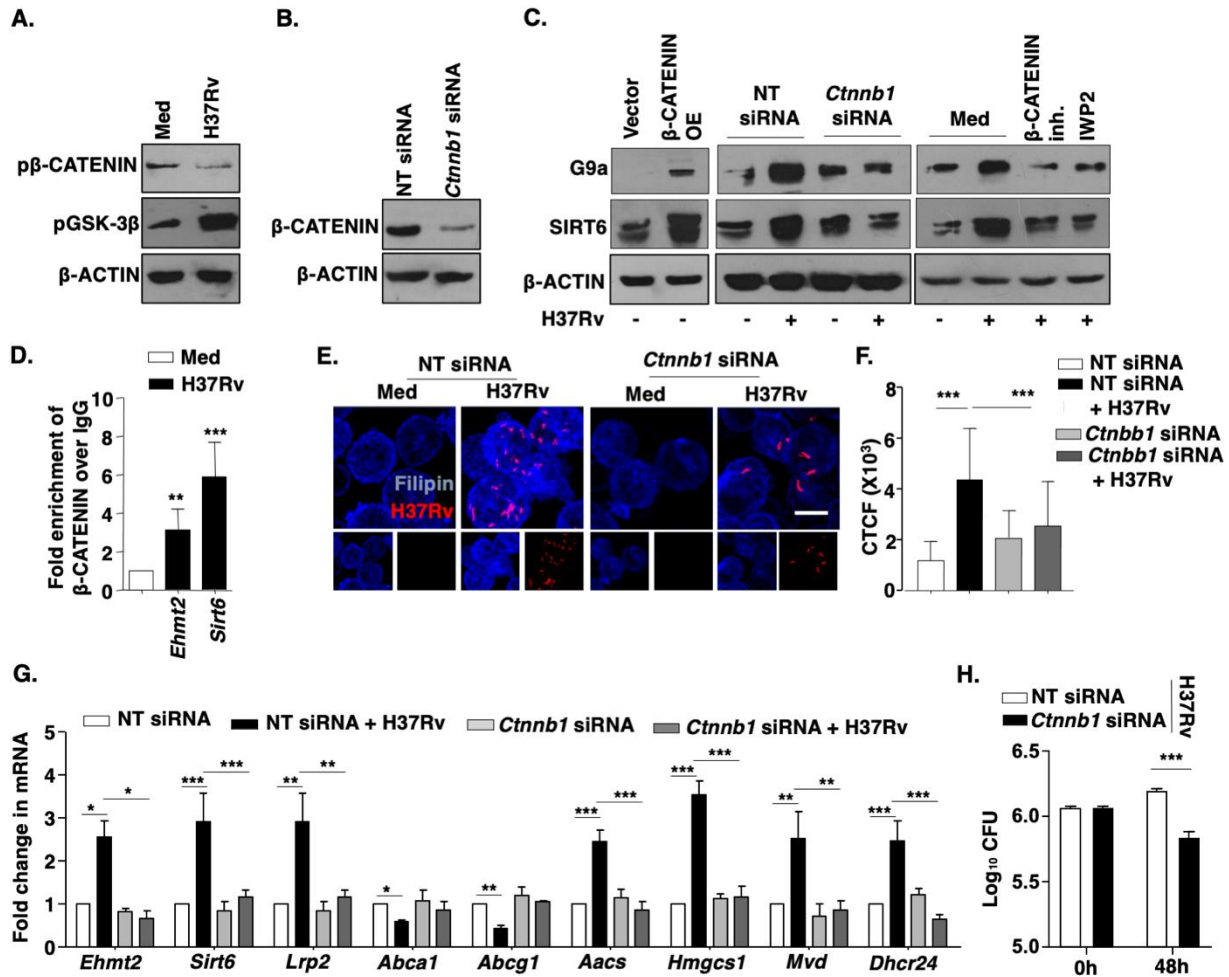 A.
Med
H37Rv
pβ-CATENIN
pGSK-3β
β-ACTIN
B.
NT siRNA
Ctnnb1 siRNA
β-CATENIN
β-ACTIN
C.
Vector
β-CATENIN
OE
NT
siRNA
Ctnnb1
siRNA
Med
β-CATENIN
inh.
IWP2
G9a
SIRT6
β-ACTIN
H37Rv - - - + - + - + + +
D.
Med
H37Rv
Fold enrichment of
β-CATENIN over IgG
10
8
6
4
2
0
**
***
Ehmt2
Sirt6
E.
NT siRNA
Ctnnb1 siRNA
Med H37Rv Med H37Rv
Filipin
H37Rv
F.
NT siRNA
NT siRNA
+ H37Rv
Ctnbb1 siRNA
Ctnbb1 siRNA
+ H37Rv
CTCF (X10³)
8
6
4
2
0
*** ***
G.
NT siRNA NT siRNA + H37Rv Ctnnb1 siRNA Ctnnb1 siRNA + H37Rv
Fold change in mRNA
5
4
3
2
1
0
* *
*** ***
** **
*
**
*** ***
*** ***
** **
*** ***
Ehmt2 Sirt6 Lrp2 Abca1 Abcg1 Aacs Hmgcs1 Mvd Dhcr24
H.
NT siRNA
Ctnnb1 siRNA
H37Rv
Log₁₀ CFU
6.5
6.0
5.5
5.0
***
0h 48h